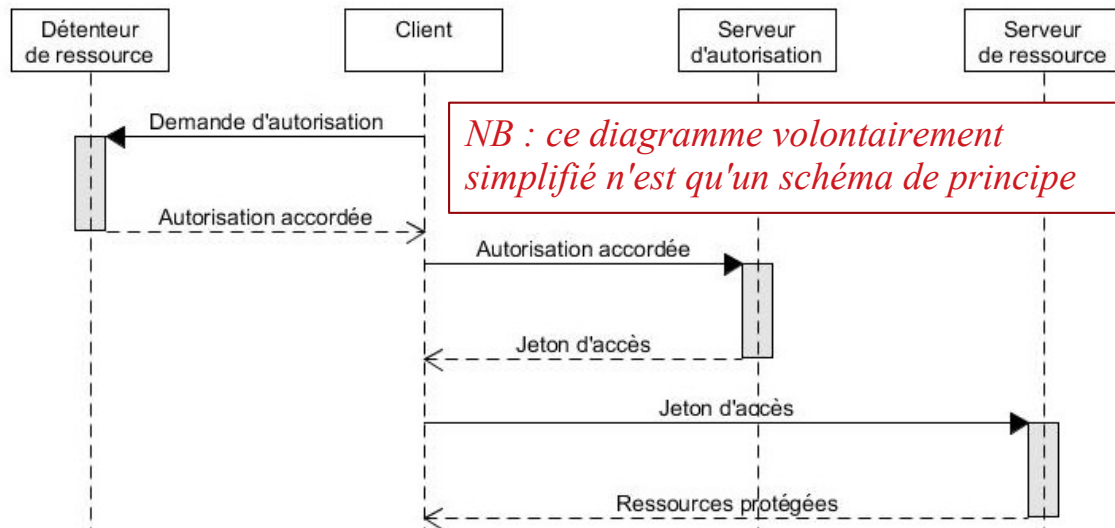 Détenteur
de ressource
Client
Serveur
d'autorisation
Serveur
de ressource
Demande d'autorisation
NB : ce diagramme volontairement
simplifié n'est qu'un schéma de principe
Autorisation accordée
Autorisation accordée
Jeton d'accès
Jeton d'accès
Ressources protégées